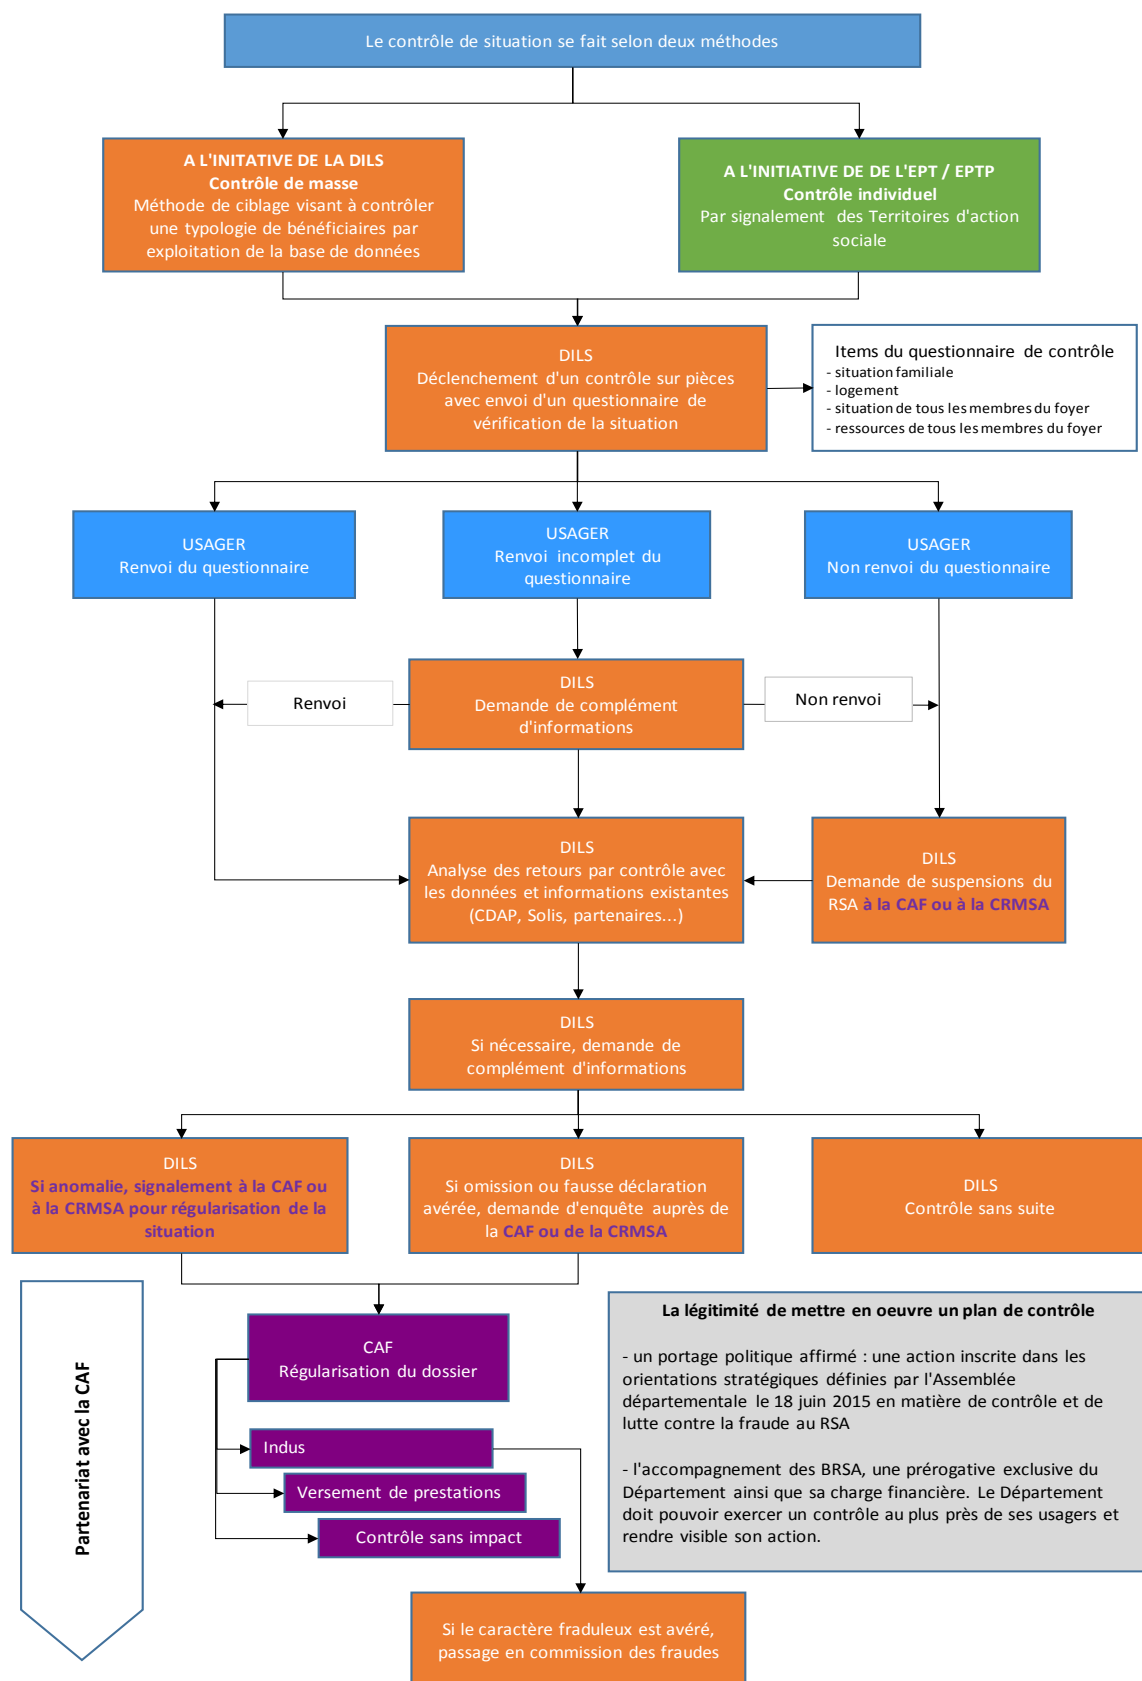 Le contrôle de situation se fait selon deux méthodes
A L'INITATIVE DE LA DILS
Contrôle de masse
Méthode de ciblage visant à contrôler
une typologie de bénéficiaires par
exploitation de la base de données
A L'INITIATIVE DE DE L'EPT / EPTP
Contrôle individuel
Par signalement des Territoires d'action
sociale
DILS
Déclenchement d'un contrôle sur pièces
avec envoi d'un questionnaire de
vérification de la situation
Items du questionnaire de contrôle
- situation familiale
- logement
- situation de tous les membres du foyer
- ressources de tous les membres du foyer
USAGER
Renvoi du questionnaire
USAGER
Renvoi incomplet du
questionnaire
USAGER
Non renvoi du questionnaire
Renvoi
DILS
Demande de complément
d'informations
Non renvoi
DILS
Analyse des retours par contrôle avec
les données et informations existantes
(CDAP, Solis, partenaires...)
DILS
Demande de suspensions du
RSA à la CAF ou à la CRMSA
DILS
Si nécessaire, demande de
complément d'informations
DILS
Si anomalie, signalement à la CAF ou
à la CRMSA pour régularisation de la
situation
DILS
Si omission ou fausse déclaration
avérée, demande d'enquête auprès de
la CAF ou de la CRMSA
DILS
Contrôle sans suite
Partenariat avec la CAF
CAF
Régularisation du dossier
Indus
Versement de prestations
Contrôle sans impact
La légitimité de mettre en oeuvre un plan de contrôle
- un portage politique affirmé : une action inscrite dans les
orientations stratégiques définies par l'Assemblée
départementale le 18 juin 2015 en matière de contrôle et de
lutte contre la fraude au RSA
- l'accompagnement des BRSA, une prérogative exclusive du
Département ainsi que sa charge financière. Le Département
doit pouvoir exercer un contrôle au plus près de ses usagers et
rendre visible son action.
Si le caractère fraduleux est avéré,
passage en commission des fraudes